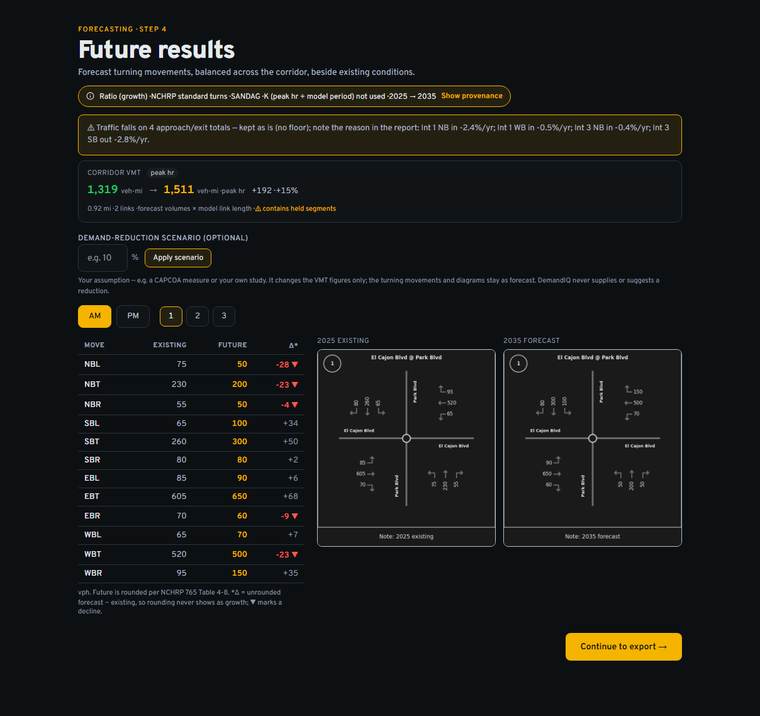 FORECASTING · STEP 4
Future results
Forecast turning movements, balanced across the corridor, beside existing conditions.
Ratio (growth) · NCHRP standard turns · SANDAG · K (peak hr ÷ model period) not used · 2025 → 2035 Show provenance
⚠ Traffic falls on 4 approach/exit totals — kept as is (no floor); note the reason in the report: Int 1 NB in -2.4%/yr; Int 1 WB in -0.5%/yr; Int 3 NB in -0.4%/yr; Int 3
SB out -2.8%/yr.
CORRIDOR VMT peak hr
1,319 veh-mi → 1,511 veh-mi · peak hr +192 · +15%
0.92 mi · 2 links · forecast volumes × model link length · ⚠ contains held segments
DEMAND-REDUCTION SCENARIO (OPTIONAL)
e.g. 10 % Apply scenario
Your assumption — e.g. a CAPCOA measure or your own study. It changes the VMT figures only; the turning movements and diagrams stay as forecast. DemandIQ never supplies or suggests a
reduction.
AM PM 1 2 3
MOVE EXISTING FUTURE Δ*
NBL 75 50 -28 ▼
NBT 230 200 -23 ▼
NBR 55 50 -4 ▼
SBL 65 100 +34
SBT 260 300 +50
SBR 80 80 +2
EBL 85 90 +6
EBT 605 650 +68
EBR 70 60 -9 ▼
WBL 65 70 +7
WBT 520 500 -23 ▼
WBR 95 150 +35
vph. Future is rounded per NCHRP 765 Table 4-8. *Δ = unrounded
forecast − existing, so rounding never shows as growth; ▼ marks a
decline.
2025 EXISTING
1
El Cajon Blvd @ Park Blvd
Park Blvd
80 260 65
93
520
65
El Cajon Blvd
El Cajon Blvd
85
605
70
Park Blvd
75 230 55
Note: 2025 existing
2035 FORECAST
1
El Cajon Blvd @ Park Blvd
Park Blvd
80 300 100
150
500
70
El Cajon Blvd
El Cajon Blvd
90
650
60
Park Blvd
50 200 50
Note: 2035 forecast
Continue to export →